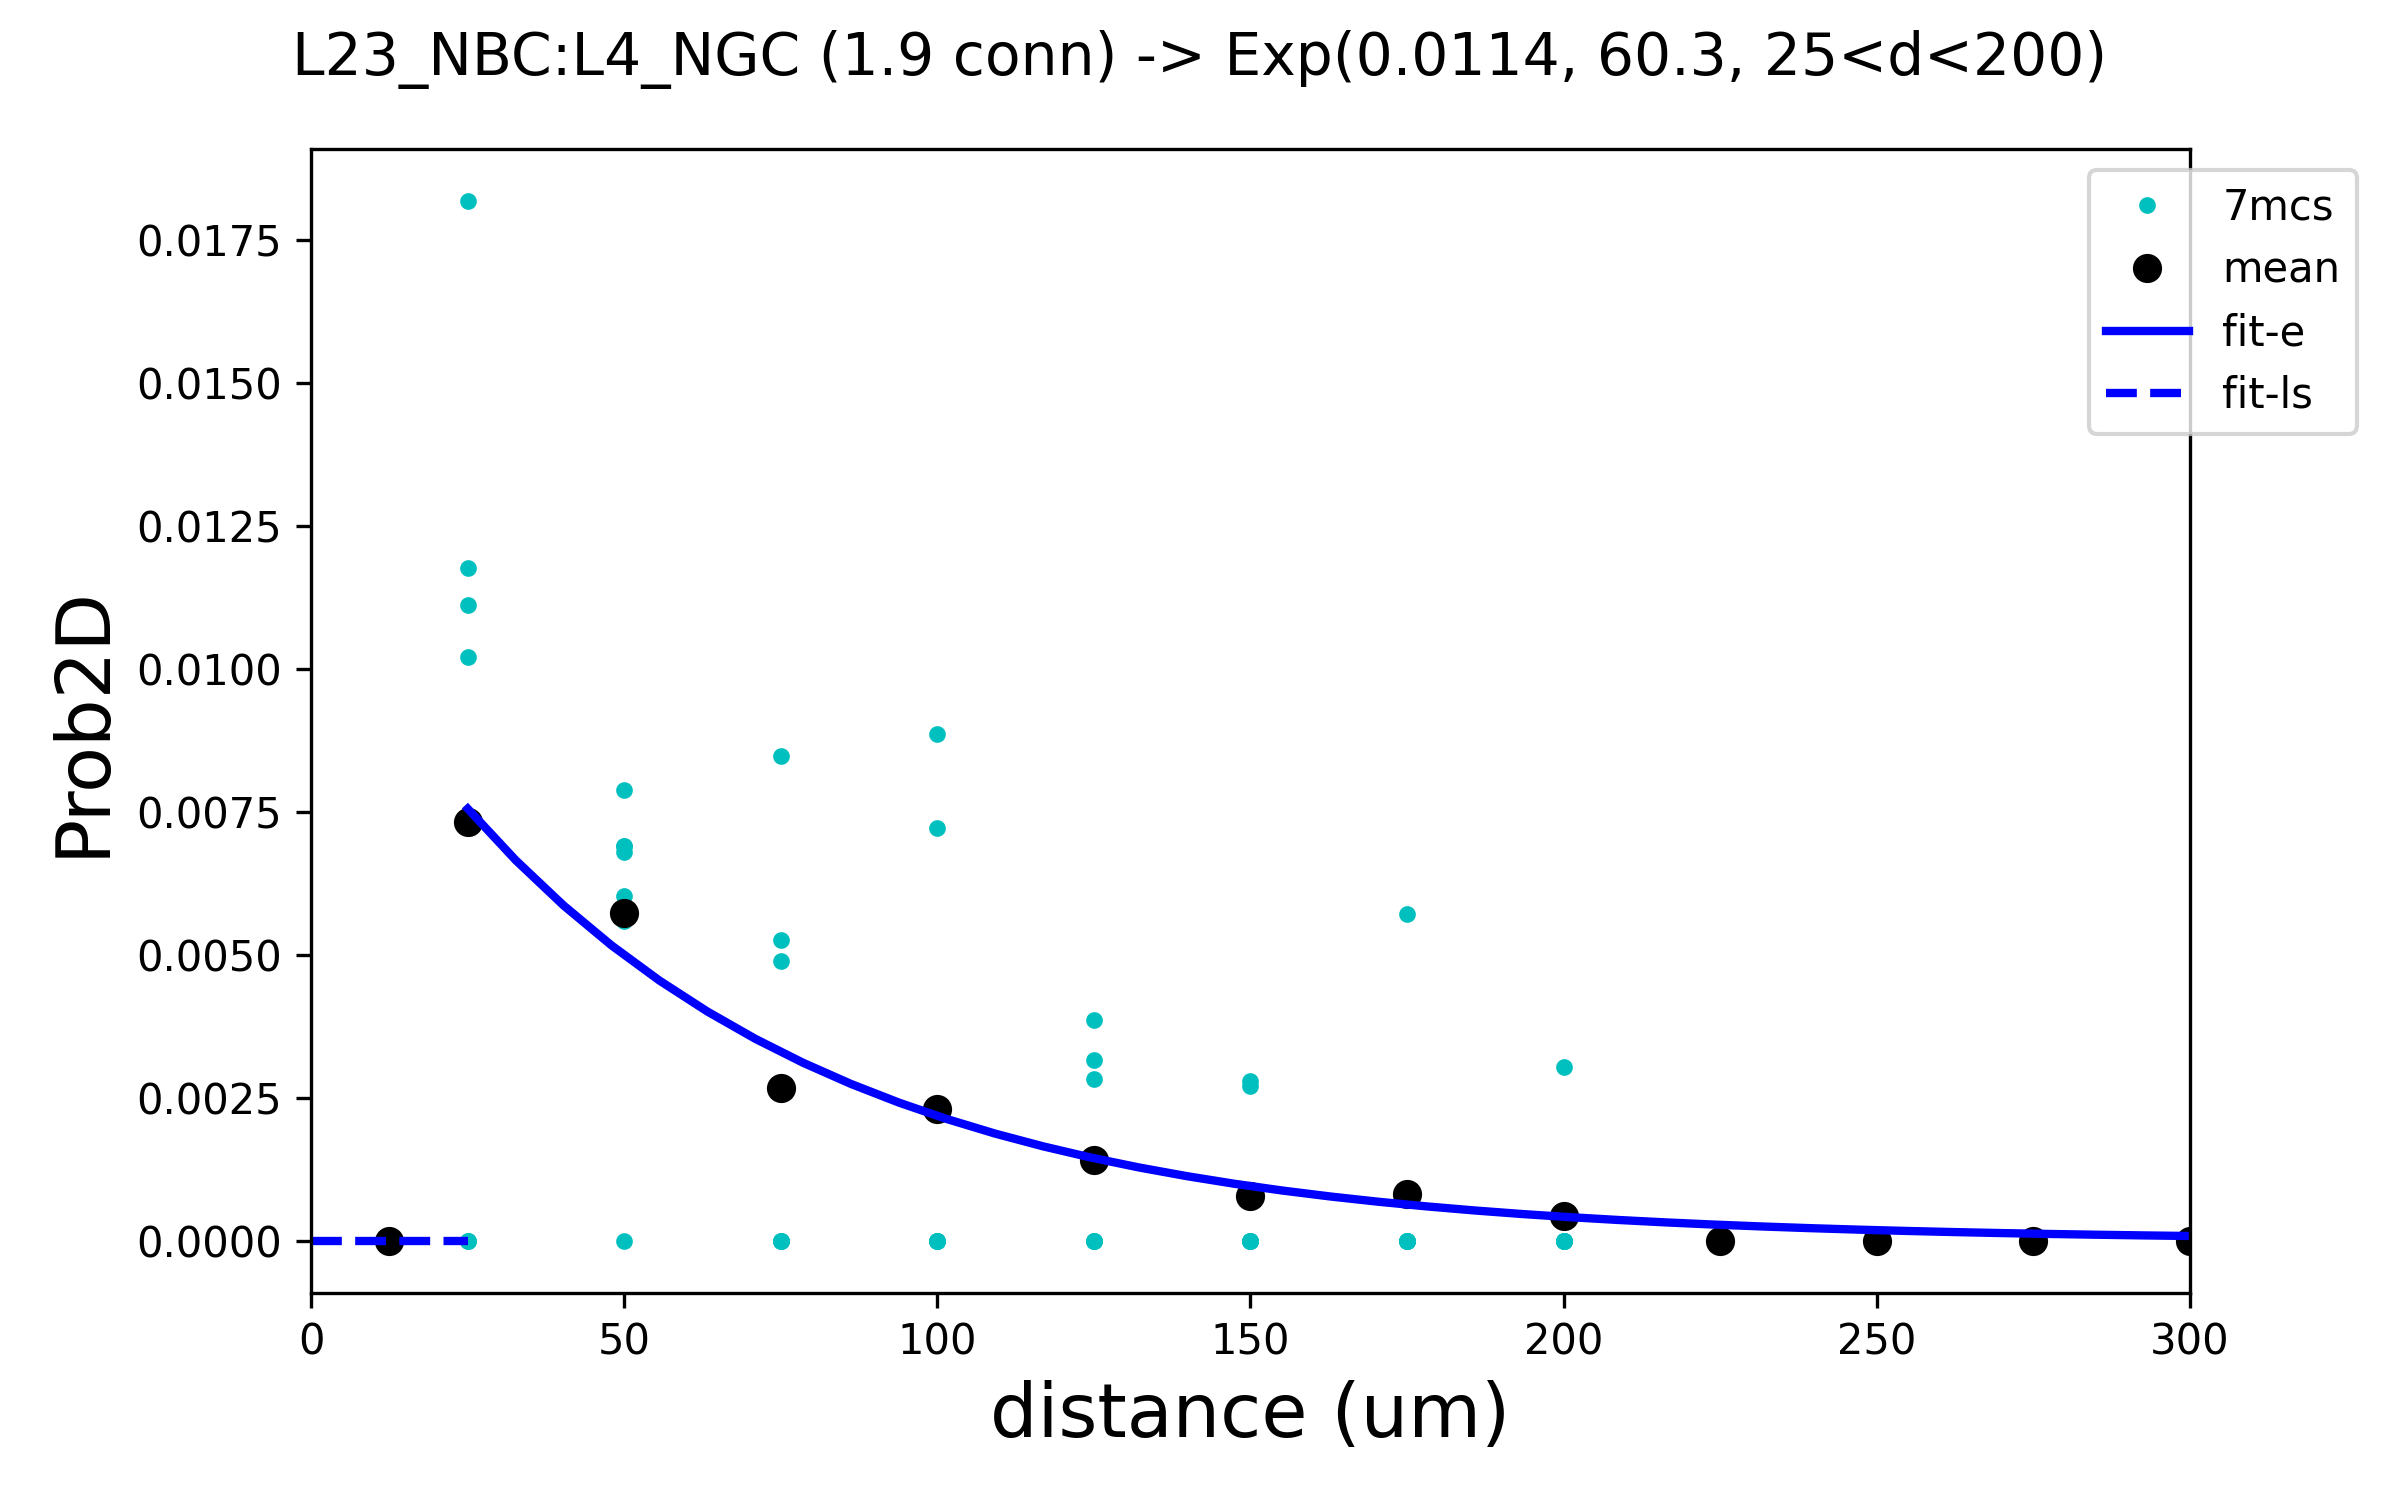 L23_NBC:L4_NGC (1.9 conn) -> Exp(0.0114, 60.3, 25<d<200)
7mcs
mean
fit-e
fit-ls
Prob2D
0.0175
0.0150
0.0125
0.0100
0.0075
0.0050
0.0025
0.0000
0 50 100 150 200 250 300
distance (um)